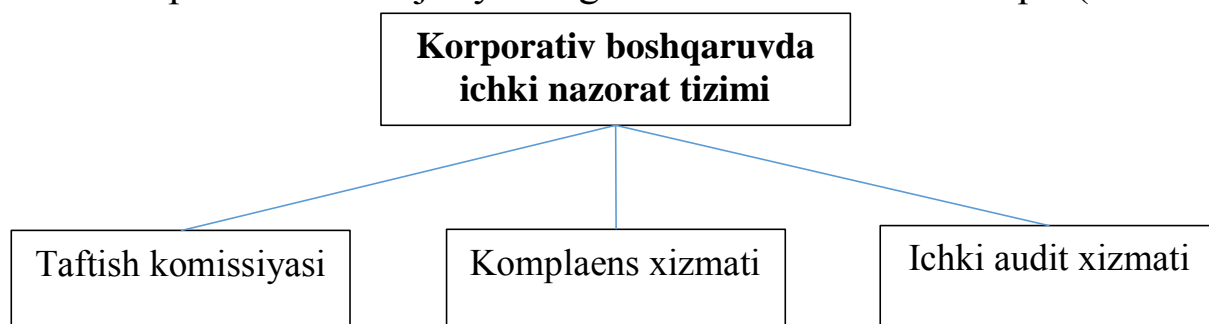 Korporativ boshqaruvda
ichki nazorat tizimi
Taftish komissiyasi
Komplaens xizmati
Ichki audit xizmati